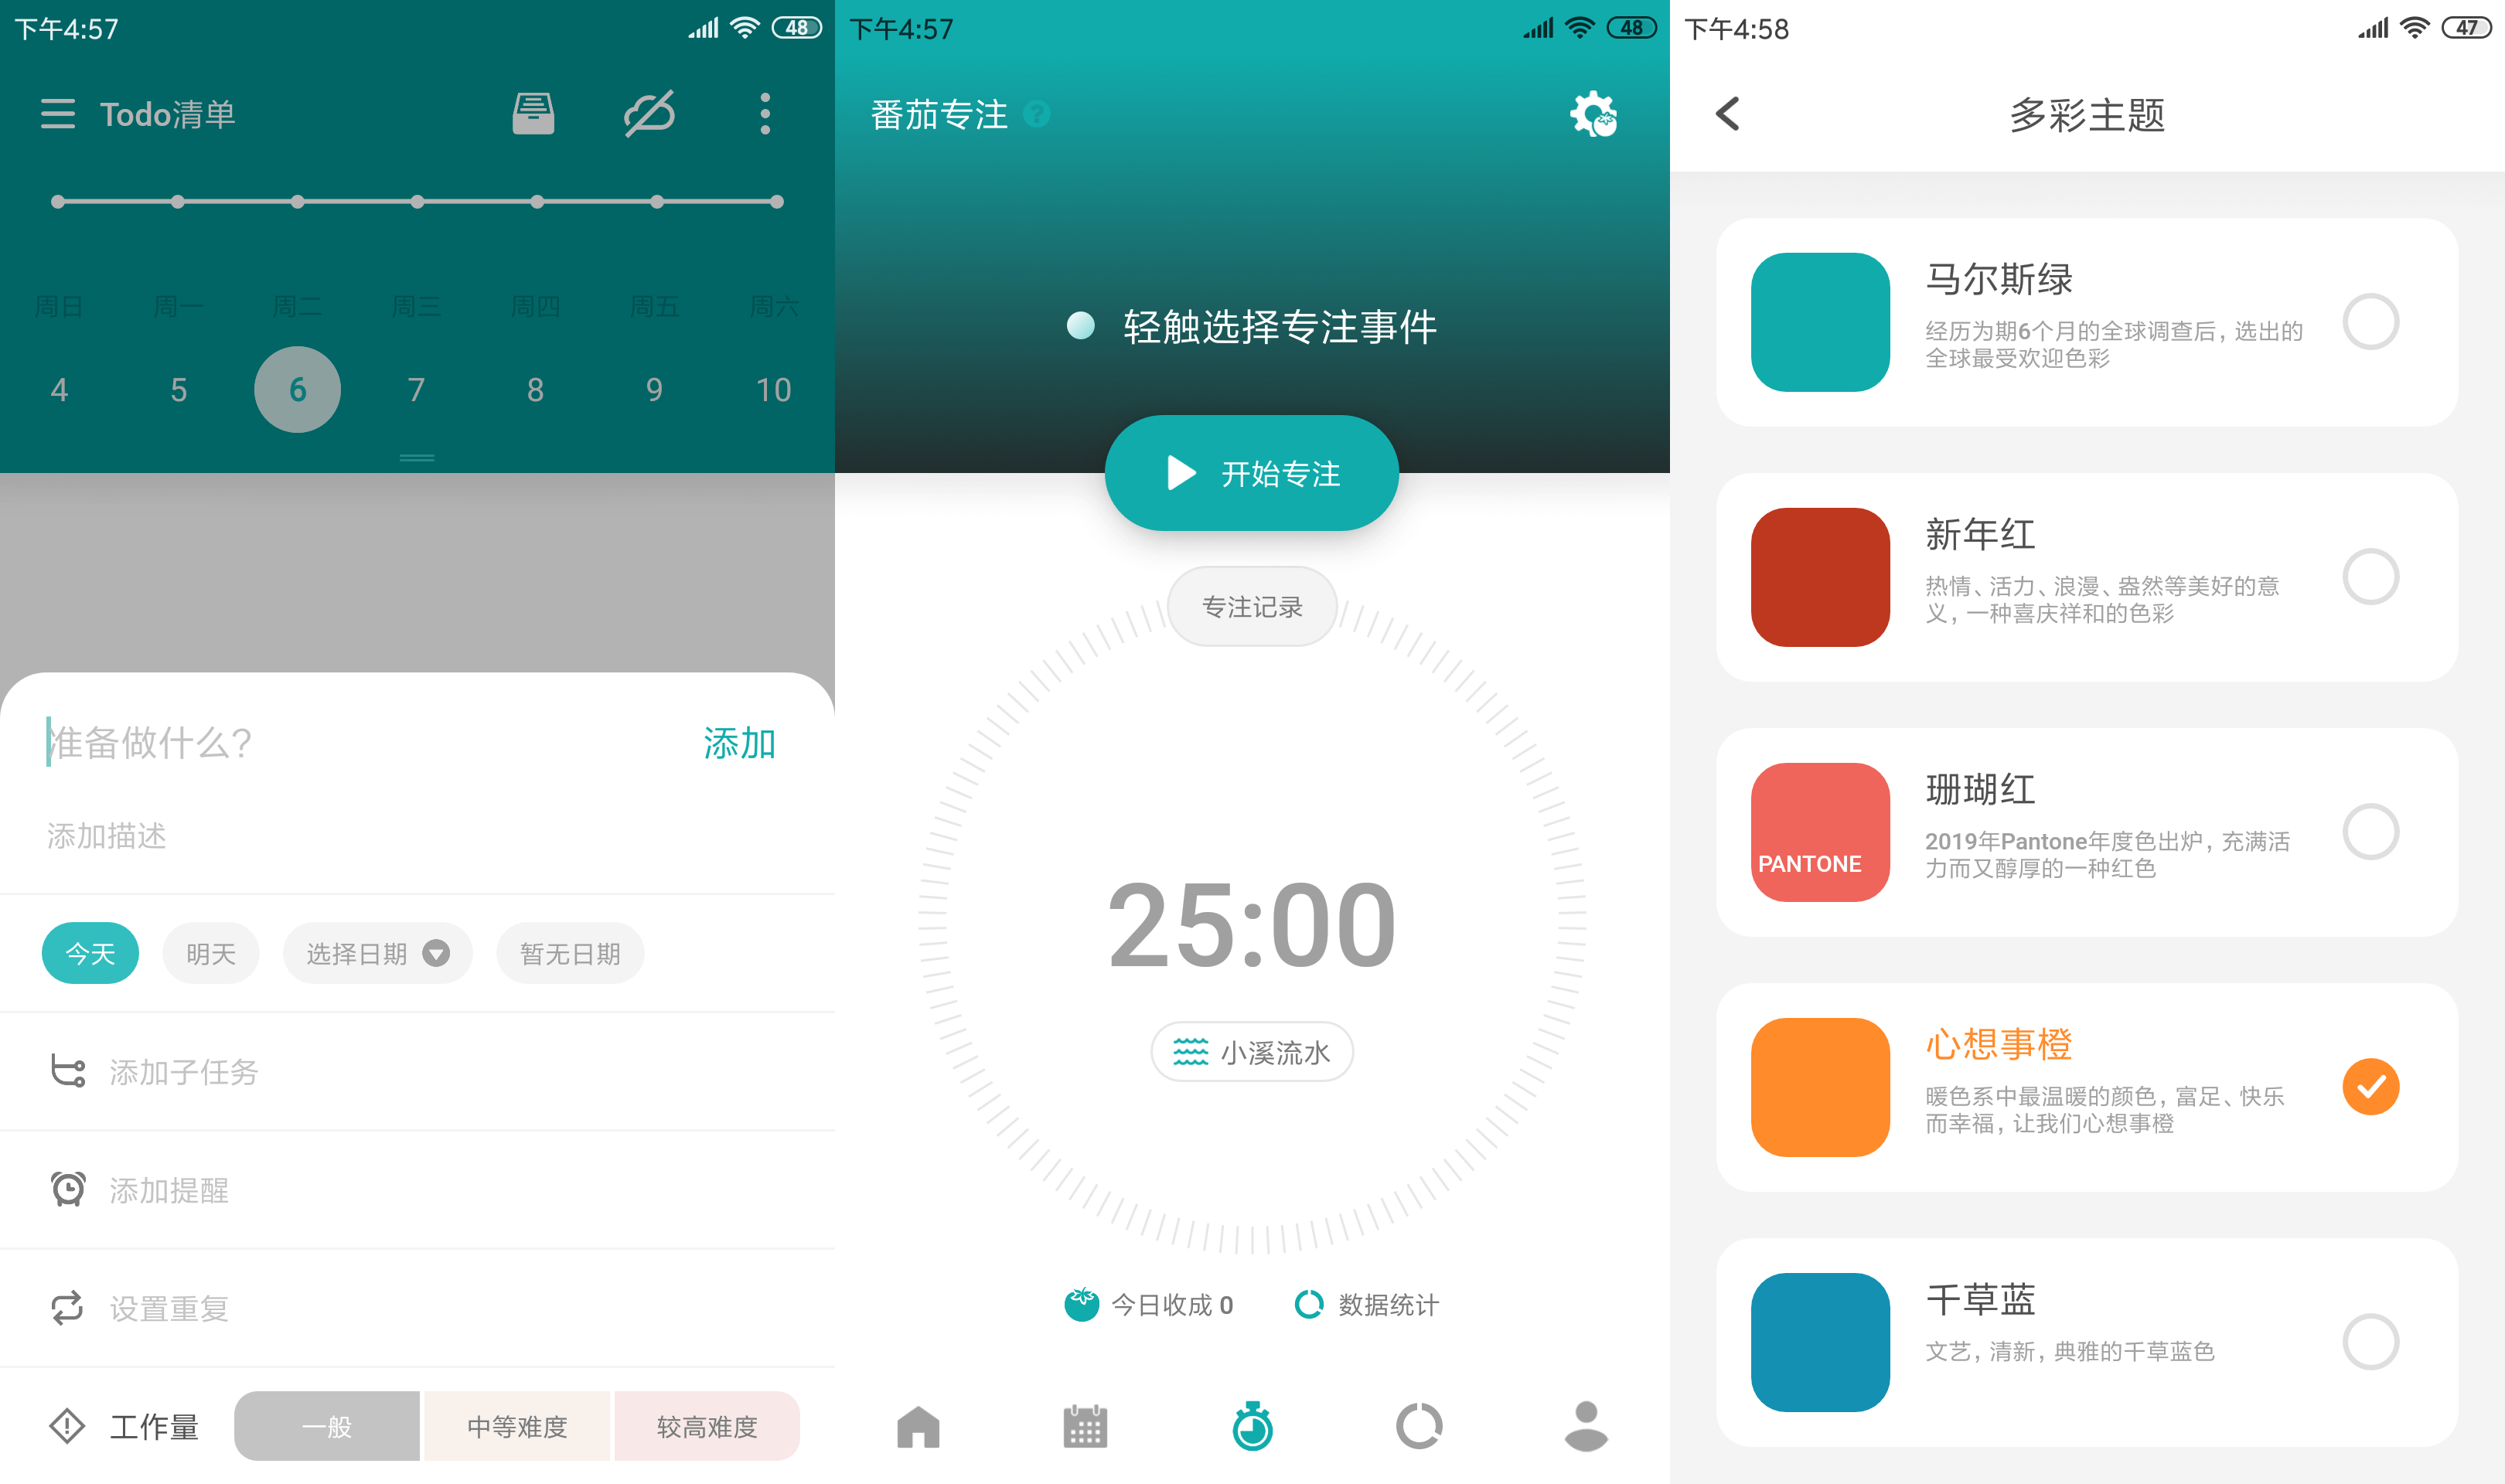 下午4:57
48
Todo清单
周日 周一 周二 周三 周四 周五 周六
4 5 6 7 8 9 10
准备做什么?
添加
添加描述
今天 明天 选择日期 暂无日期
添加子任务
添加提醒
设置重复
工作量 一般 中等难度 较高难度
下午4:57
48
番茄专注 ?
轻触选择专注事件
开始专注
专注记录
25:00
小溪流水
今日收成 0 数据统计
下午4:58
47
多彩主题
马尔斯绿
经历为期6个月的全球调查后，选出的
全球最受欢迎色彩
新年红
热情、活力、浪漫、盎然等美好的意
义，一种喜庆祥和的色彩
珊瑚红
PANTONE
2019年Pantone年度色出炉，充满活
力而又醇厚的一种红色
心想事橙
暖色系中最温暖的颜色，富足、快乐
而幸福，让我们心想事橙
千草蓝
文艺，清新，典雅的千草蓝色